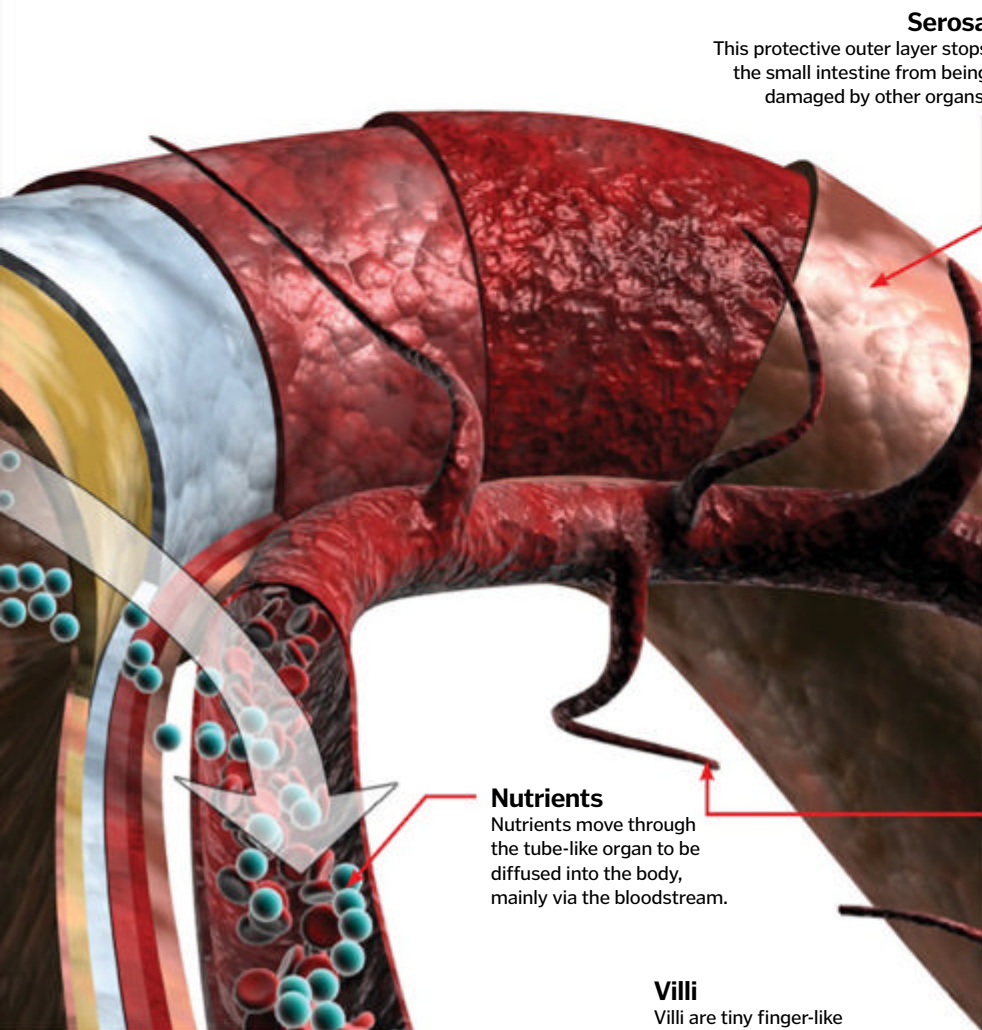 Serosa
This protective outer layer stops
the small intestine from being
damaged by other organs.
Nutrients
Nutrients move through
the tube-like organ to be
diffused into the body,
mainly via the bloodstream.
Villi
Villi are tiny finger-like